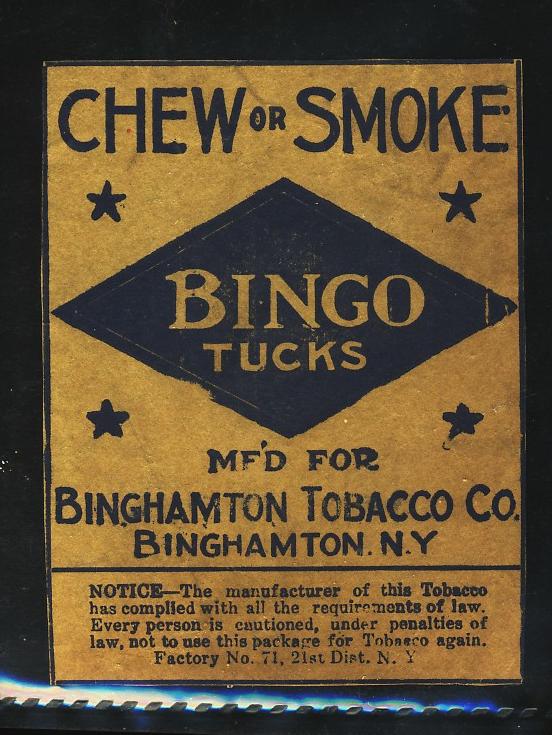 CHEW OR SMOKE
BINGO
TUCKS
MF'D FOR
BINGHAMTON TOBACCO CO.
BINGHAMTON. N.Y
NOTICE—The manufacturer of this Tobacco
has complied with all the requirements of law.
Every person is cautioned, under penalties of
law, not to use this package for Tobacco again.
Factory No. 71, 21st Dist. N. Y